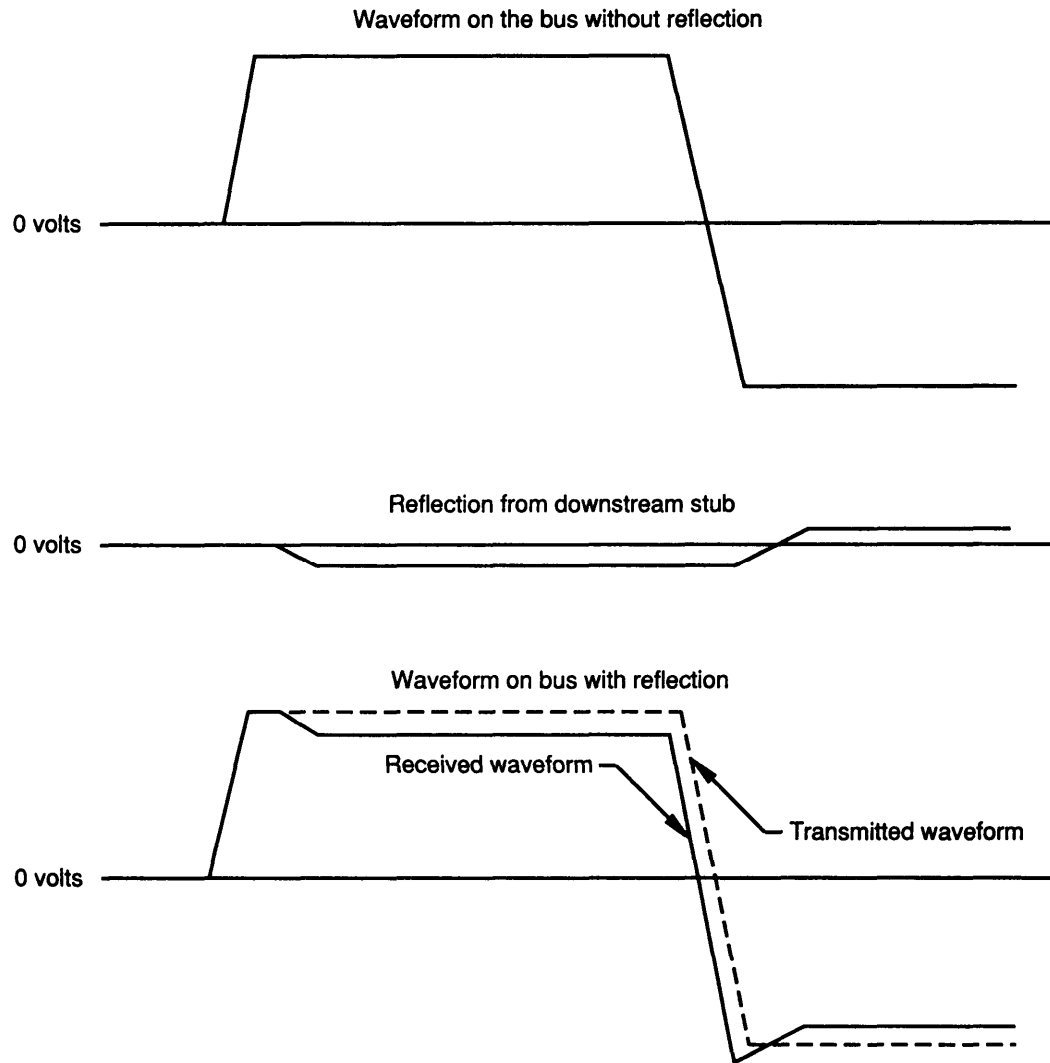 Waveform on the bus without reflection
0 volts
Reflection from downstream stub
0 volts
Waveform on bus with reflection
Received waveform
Transmitted waveform
0 volts